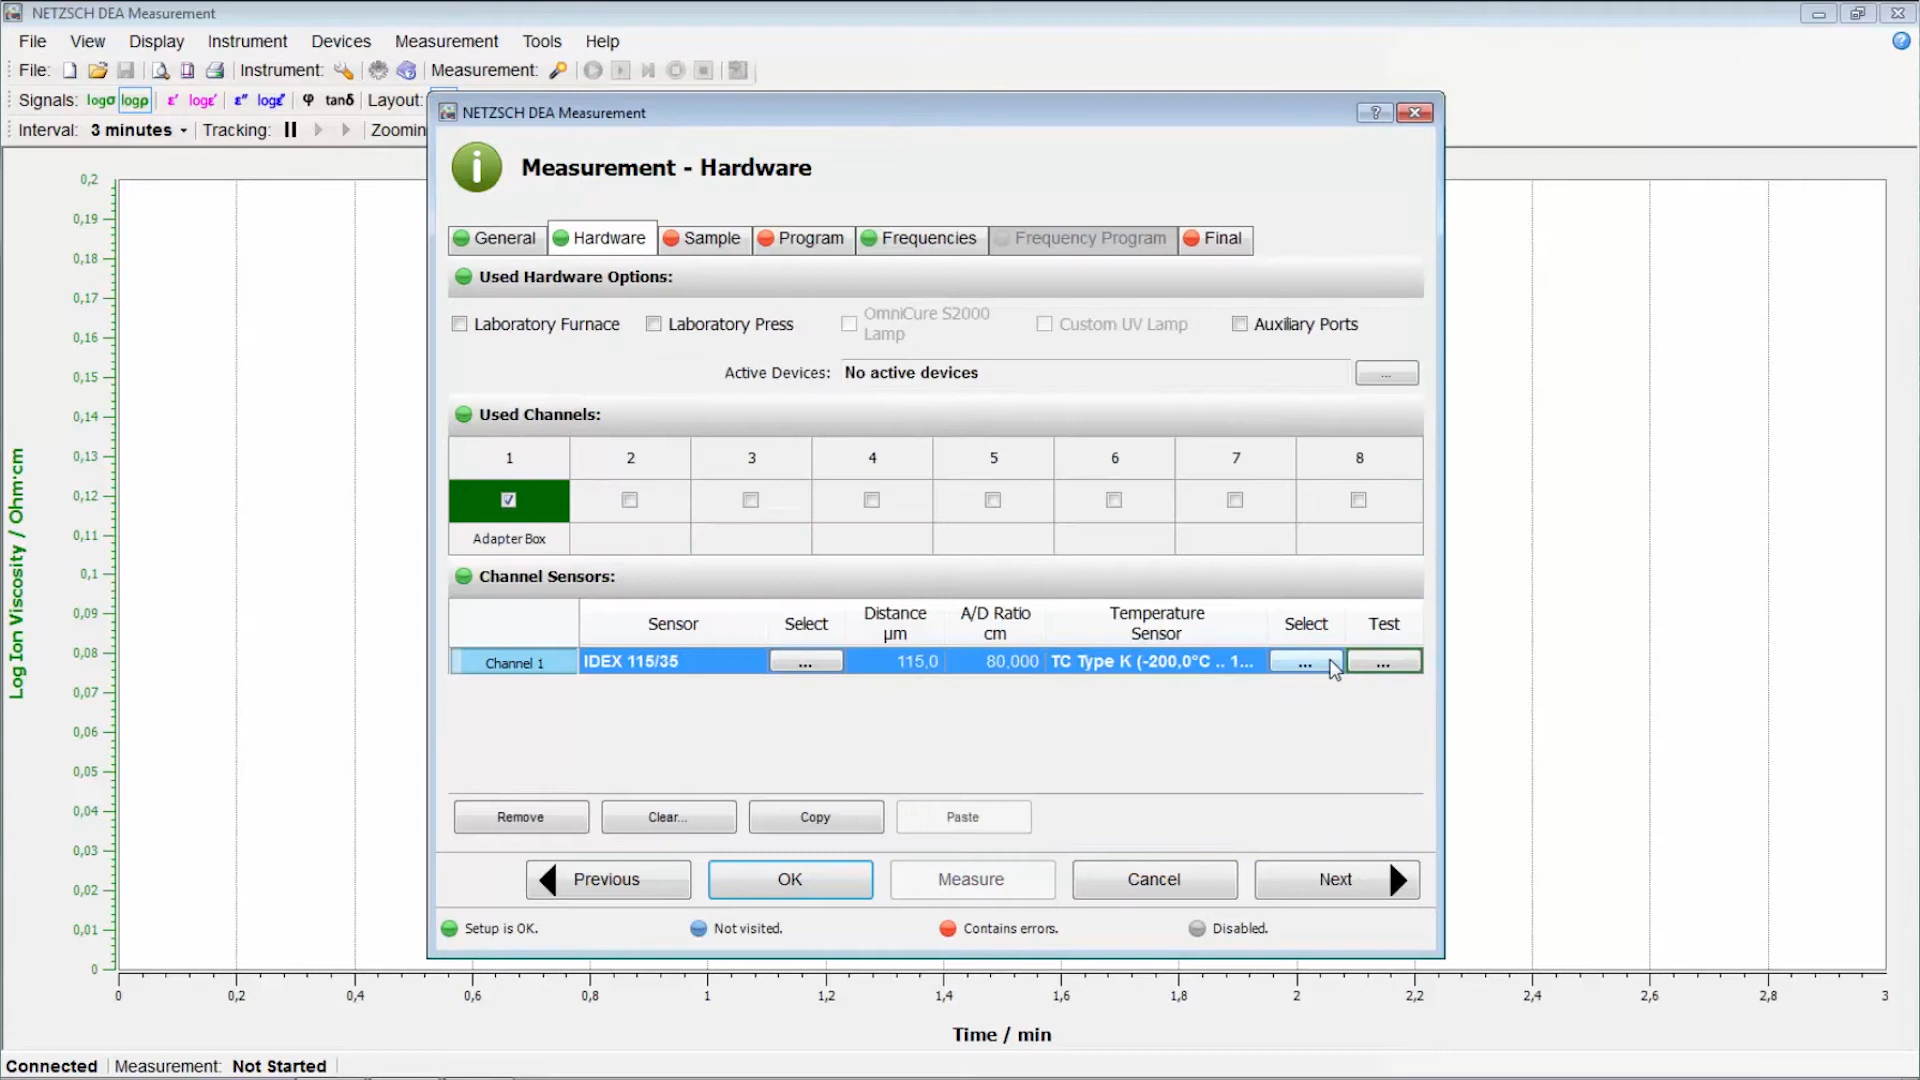 NETZSCH DEA Measurement
File View Display Instrument Devices Measurement Tools Help
File: Instrument: Measurement:
Signals: logσ logρ ε' logε' ε'' logε'' φ tanδ Layout:
Interval: 3 minutes Tracking: Zoomin
NETZSCH DEA Measurement
Measurement - Hardware
General Hardware Sample Program Frequencies Frequency Program Final
Used Hardware Options:
Laboratory Furnace Laboratory Press OmniCure S2000 Lamp Custom UV Lamp Auxiliary Ports
Active Devices: No active devices ...
Used Channels:
1 2 3 4 5 6 7 8
Adapter Box
Channel Sensors:
Sensor Select Distance µm A/D Ratio cm Temperature Sensor Select Test
Channel 1 IDEX 115/35 ... 115,0 80,000 TC Type K (-200,0°C .. 1... ... ...
Remove Clear... Copy Paste
Previous OK Measure Cancel Next
Setup is OK. Not visited. Contains errors. Disabled.
Log Ion Viscosity / Ohm·cm
0,2
0,19
0,18
0,17
0,16
0,15
0,14
0,13
0,12
0,11
0,1
0,09
0,08
0,07
0,06
0,05
0,04
0,03
0,02
0,01
0
0 0,2 0,4 0,6 0,8 1 1,2 1,4 1,6 1,8 2 2,2 2,4 2,6 2,8 3
Time / min
Connected Measurement: Not Started